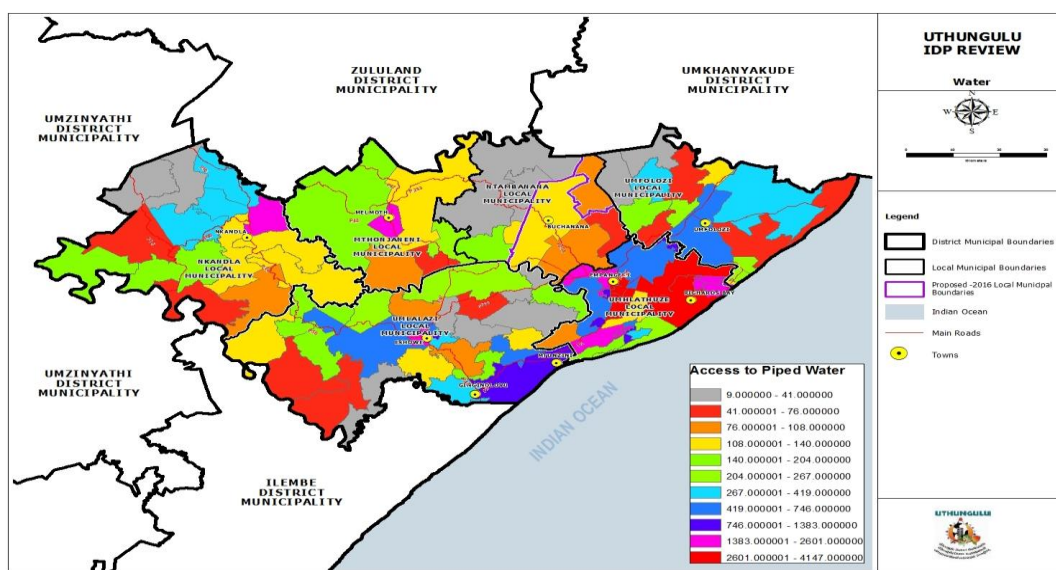 UTHUNGULU
IDP REVIEW
Water
N
W
E
S
ZULULAND
DISTRICT
MUNICIPALITY
UMKHANYAKUDE
DISTRICT
MUNICIPALITY
UMZINYATHI
DISTRICT
MUNICIPALITY
NTAMBANANA
LOCAL
MUNICIPALITY
UMFOLOZI
LOCAL
MUNICIPALITY
MELMOTH
BUCHANANA
UMFOLOZI
NKANDLA
MTHONJANENI
LOCAL
MUNICIPALITY
NKANDLA
LOCAL
MUNICIPALITY
EMPANGENI
RICHARDS BAY
UMHLATHUZE
LOCAL
MUNICIPALITY
UMLALAZI
LOCAL
MUNICIPALITY
ESHOWE
MTUNZINI
GINGINDLOVU
UMZINYATHI
DISTRICT
MUNICIPALITY
ILEMBE
DISTRICT
MUNICIPALITY
INDIAN OCEAN
Access to Piped Water
9.000000 - 41.000000
41.000001 - 76.000000
76.000001 - 108.000000
108.000001 - 140.000000
140.000001 - 204.000000
204.000001 - 267.000000
267.000001 - 419.000000
419.000001 - 746.000000
746.000001 - 1383.000000
1383.000001 - 2601.000000
2601.000001 - 4147.000000
Legend
District Municipal Boundaries
Local Municipal Boundaries
Proposed -2016 Local Municipal
Boundaries
Indian Ocean
Main Roads
Towns
UTHUNGULU